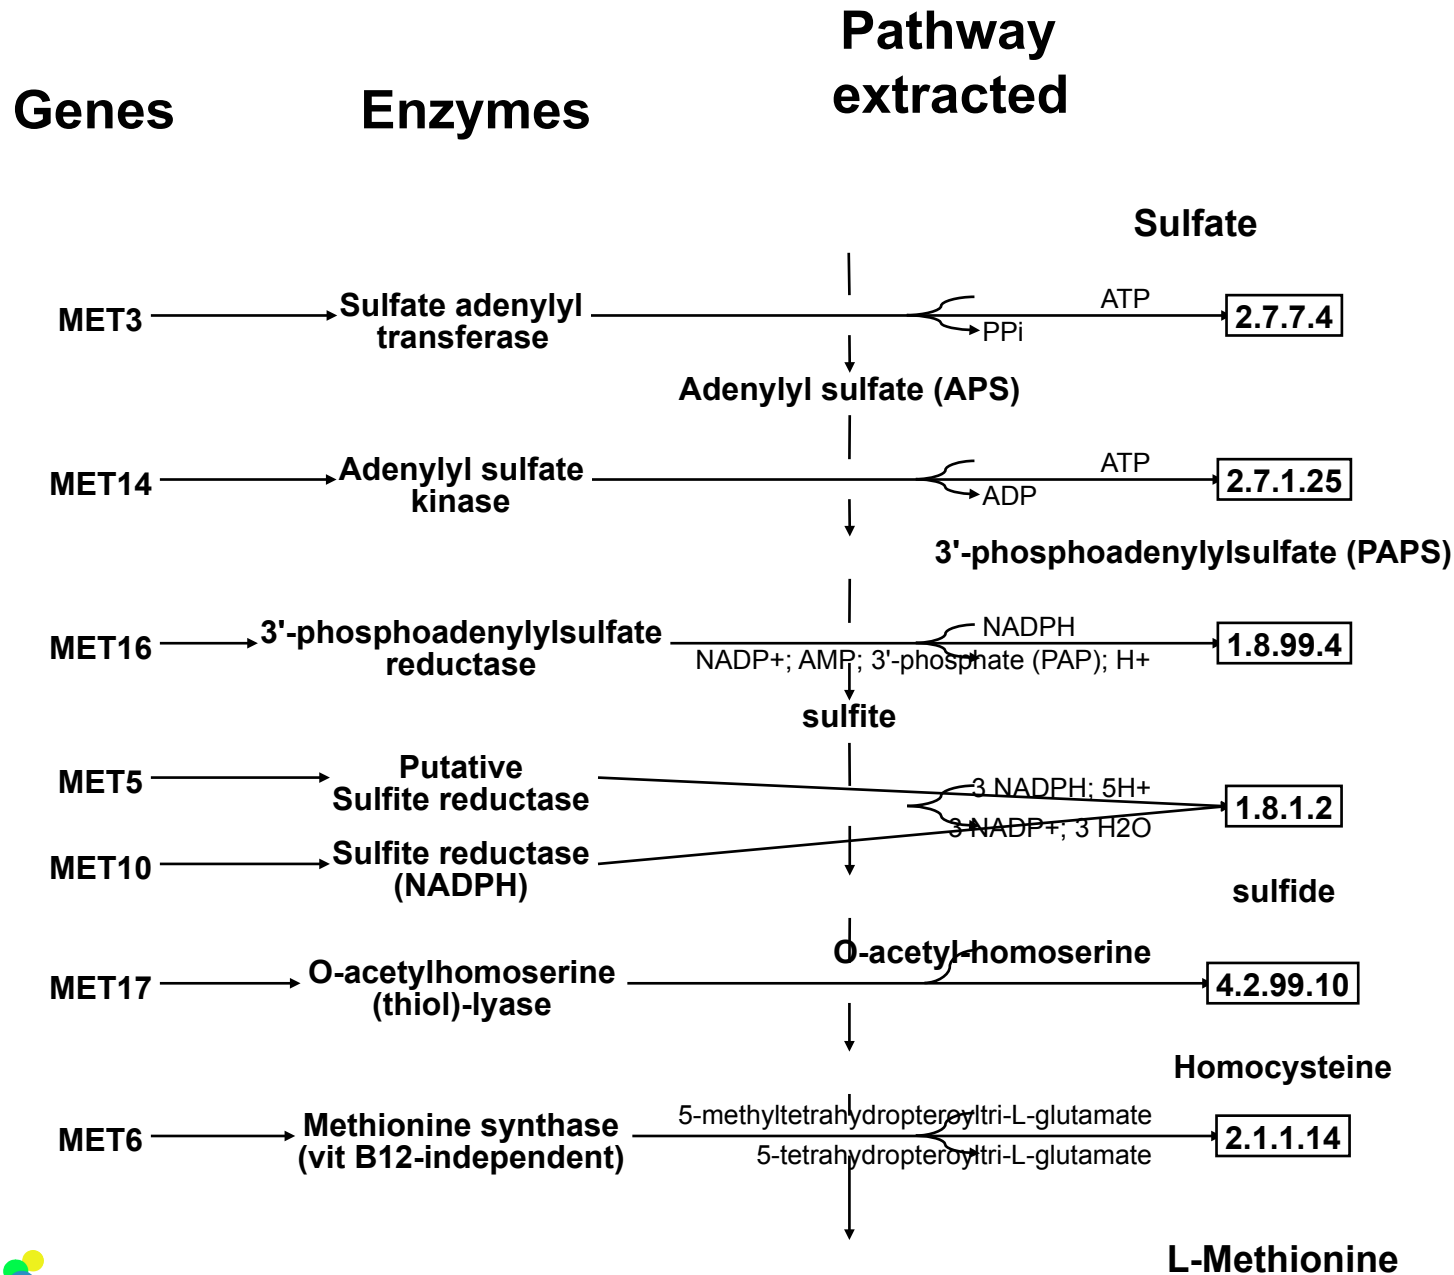 Pathway
extracted
Genes
Enzymes
Sulfate
MET3
Sulfate adenylyl
transferase
ATP
PPi
2.7.7.4
Adenylyl sulfate (APS)
MET14
Adenylyl sulfate
kinase
ATP
ADP
2.7.1.25
3'-phosphoadenylylsulfate (PAPS)
MET16
3'-phosphoadenylylsulfate
reductase
NADPH
NADP+; AMP; 3'-phosphate (PAP); H+
1.8.99.4
sulfite
MET5
Putative
Sulfite reductase
3 NADPH; 5H+
3 NADP+; 3 H2O
1.8.1.2
MET10
Sulfite reductase
(NADPH)
sulfide
O-acetyl-homoserine
MET17
O-acetylhomoserine
(thiol)-lyase
4.2.99.10
Homocysteine
MET6
Methionine synthase
(vit B12-independent)
5-methyltetrahydropteroyltri-L-glutamate
5-tetrahydropteroyltri-L-glutamate
2.1.1.14
L-Methionine